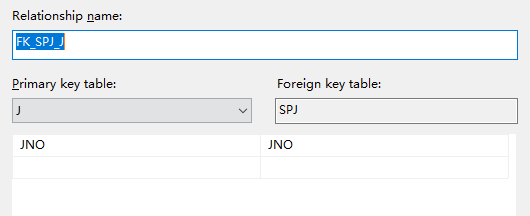 Relationship name:
FK_SPJ_J
Primary key table:
Foreign key table:
J
SPJ
JNO
JNO